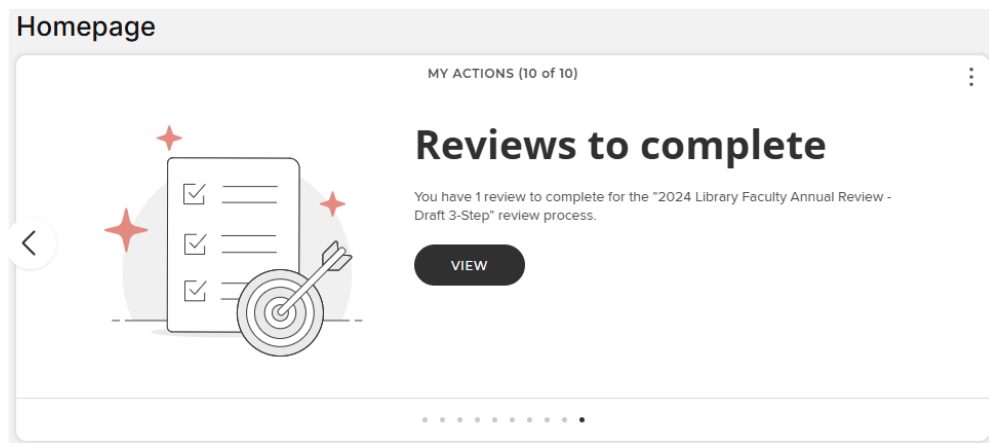 Homepage
MY ACTIONS (10 of 10)
Reviews to complete
You have 1 review to complete for the "2024 Library Faculty Annual Review -
Draft 3-Step" review process.
VIEW